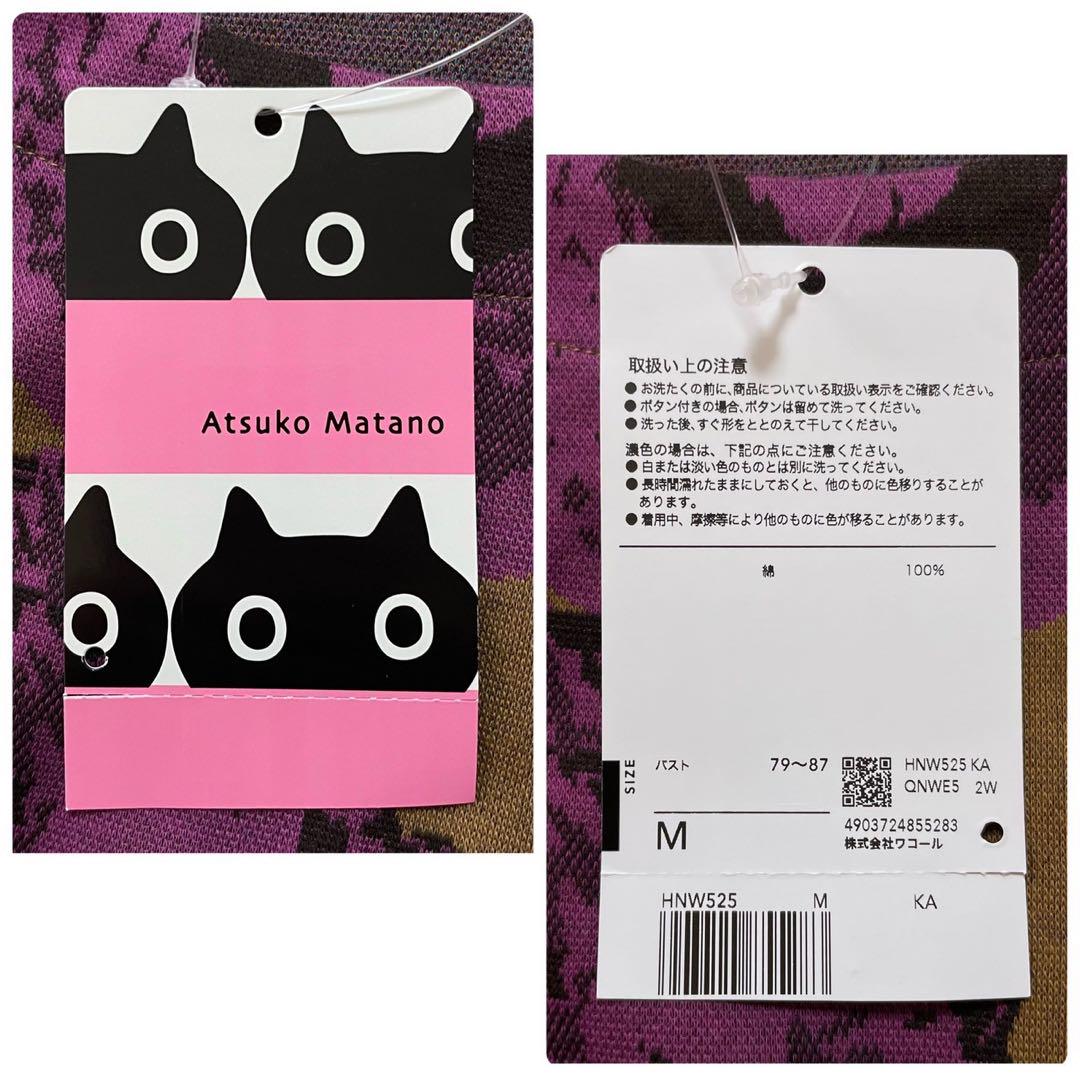 Atsuko Matano
取扱い上の注意
●お洗たくの前に、商品についている取扱い表示をご確認ください。
●ボタン付きの場合、ボタンは留めて洗ってください。
●洗った後、すぐ形をととのえて干してください。
濃色の場合は、下記の点にご注意ください。
●白または淡い色のものとは別に洗ってください。
●長時間濡れたままにしておくと、他のものに色移りすることが
あります。
●着用中、摩擦等により他のものに色が移ることがあります。
綿 100%
SIZE
バスト 79〜87
M
HNW525 KA
QNWE5 2W
4903724855283
株式会社ワコール
HNW525 M KA